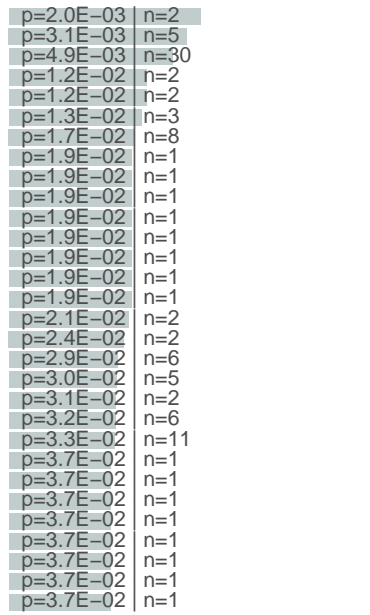 p=2.0E−03 | n=2
p=3.1E−03 | n=5
p=4.9E−03 | n=30
p=1.2E−02 | n=2
p=1.2E−02 | n=2
p=1.3E−02 | n=3
p=1.7E−02 | n=8
p=1.9E−02 | n=1
p=1.9E−02 | n=1
p=1.9E−02 | n=1
p=1.9E−02 | n=1
p=1.9E−02 | n=1
p=1.9E−02 | n=1
p=1.9E−02 | n=1
p=1.9E−02 | n=1
p=2.1E−02 | n=2
p=2.4E−02 | n=2
p=2.9E−02 | n=6
p=3.0E−02 | n=5
p=3.1E−02 | n=2
p=3.2E−02 | n=6
p=3.3E−02 | n=11
p=3.7E−02 | n=1
p=3.7E−02 | n=1
p=3.7E−02 | n=1
p=3.7E−02 | n=1
p=3.7E−02 | n=1
p=3.7E−02 | n=1
p=3.7E−02 | n=1
p=3.7E−02 | n=1